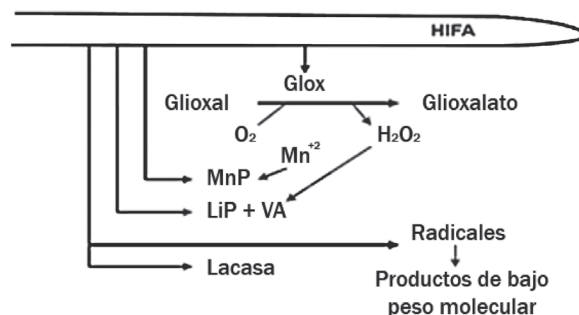 HIFA
Glox
Glioxal
Glioxalato
O₂
H₂O₂
Mn⁺²
MnP
LiP + VA
Radicales
Lacasa
Productos de bajo
peso molecular